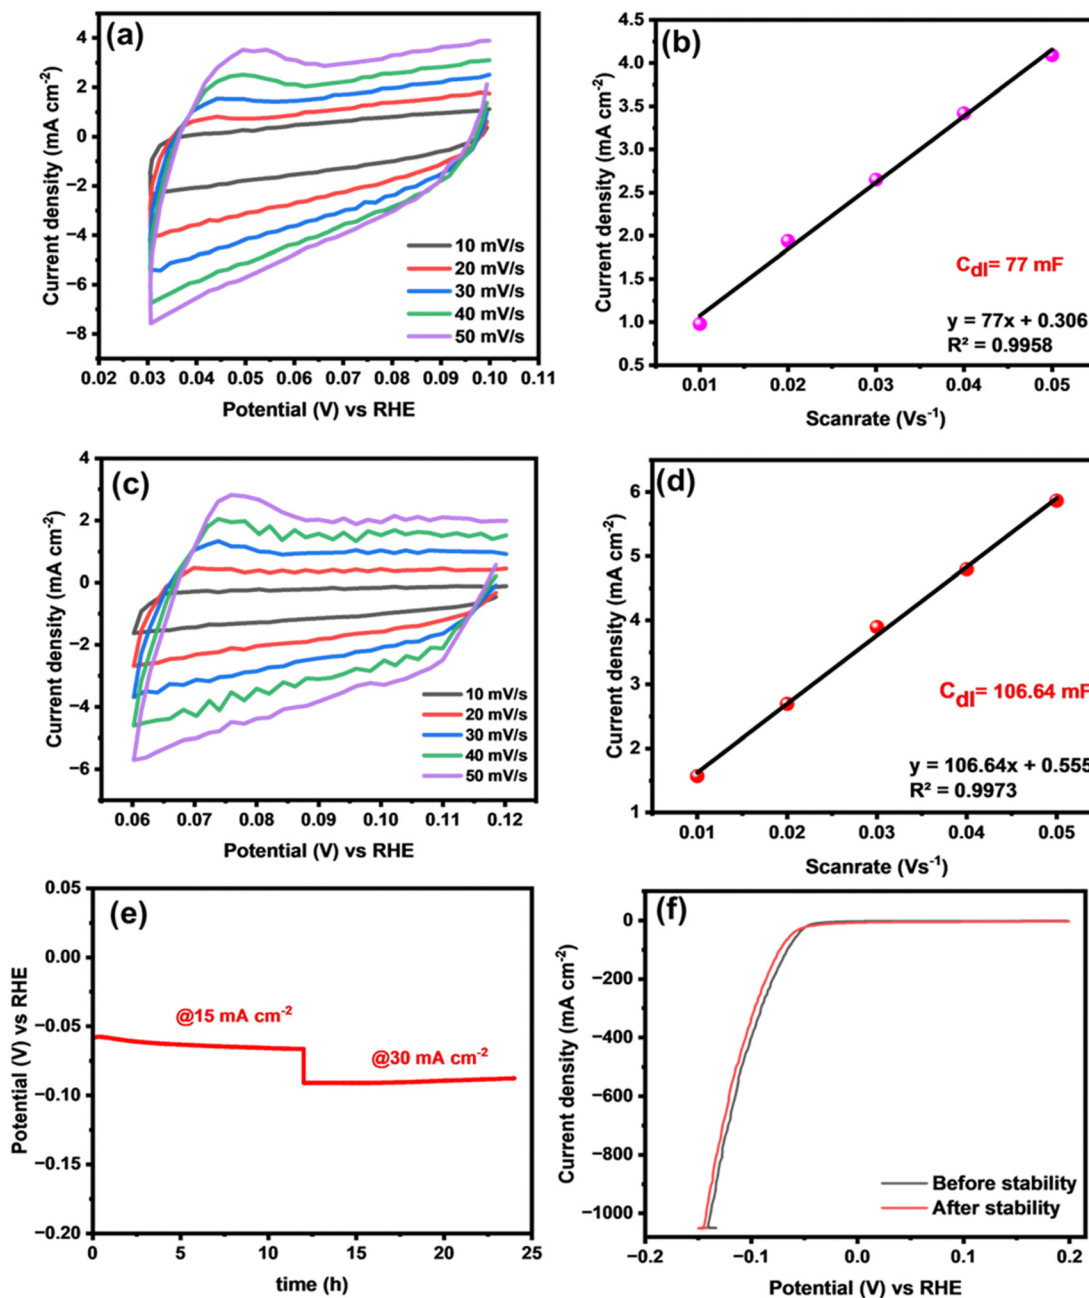 (a)
Current density (mA cm⁻²)
4
2
0
−2
−4
−6
−8
10 mV/s
20 mV/s
30 mV/s
40 mV/s
50 mV/s
0.02 0.03 0.04 0.05 0.06 0.07 0.08 0.09 0.10 0.11
Potential (V) vs RHE
(b)
Current density (mA cm⁻²)
4.5
4.0
3.5
3.0
2.5
2.0
1.5
1.0
0.5
C_dl= 77 mF
y = 77x + 0.306
R² = 0.9958
0.01 0.02 0.03 0.04 0.05
Scanrate (Vs⁻¹)
(c)
Current density (mA cm⁻²)
4
2
0
−2
−4
−6
10 mV/s
20 mV/s
30 mV/s
40 mV/s
50 mV/s
0.06 0.07 0.08 0.09 0.10 0.11 0.12
Potential (V) vs RHE
(d)
Current density (mA cm⁻²)
6
5
4
3
2
1
C_dl= 106.64 mF
y = 106.64x + 0.555
R² = 0.9973
0.01 0.02 0.03 0.04 0.05
Scanrate (Vs⁻¹)
(e)
Potential (V) vs RHE
0.05
0.00
−0.05
−0.10
−0.15
−0.20
@15 mA cm⁻²
@30 mA cm⁻²
0 5 10 15 20 25
time (h)
(f)
Current density (mA cm⁻²)
0
−200
−400
−600
−800
−1000
Before stability
After stability
−0.2 −0.1 0.0 0.1 0.2
Potential (V) vs RHE